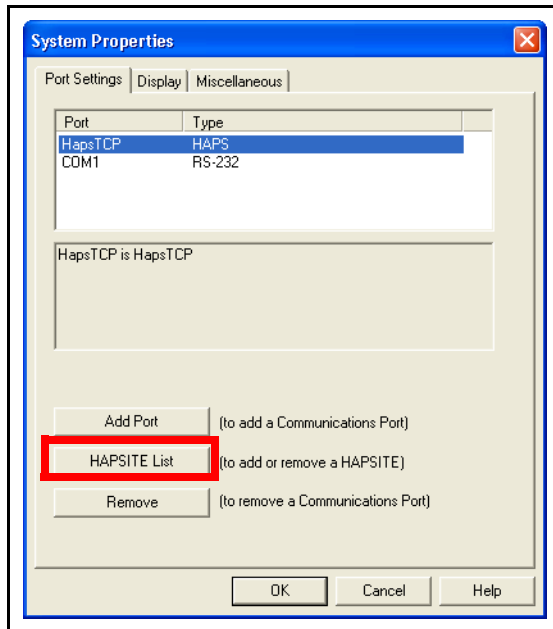 System Properties
Port Settings Display Miscellaneous
Port Type
HapsTCP HAPS
COM1 RS-232
HapsTCP is HapsTCP
Add Port (to add a Communications Port)
HAPSITE List (to add or remove a HAPSITE)
Remove (to remove a Communications Port)
OK Cancel Help